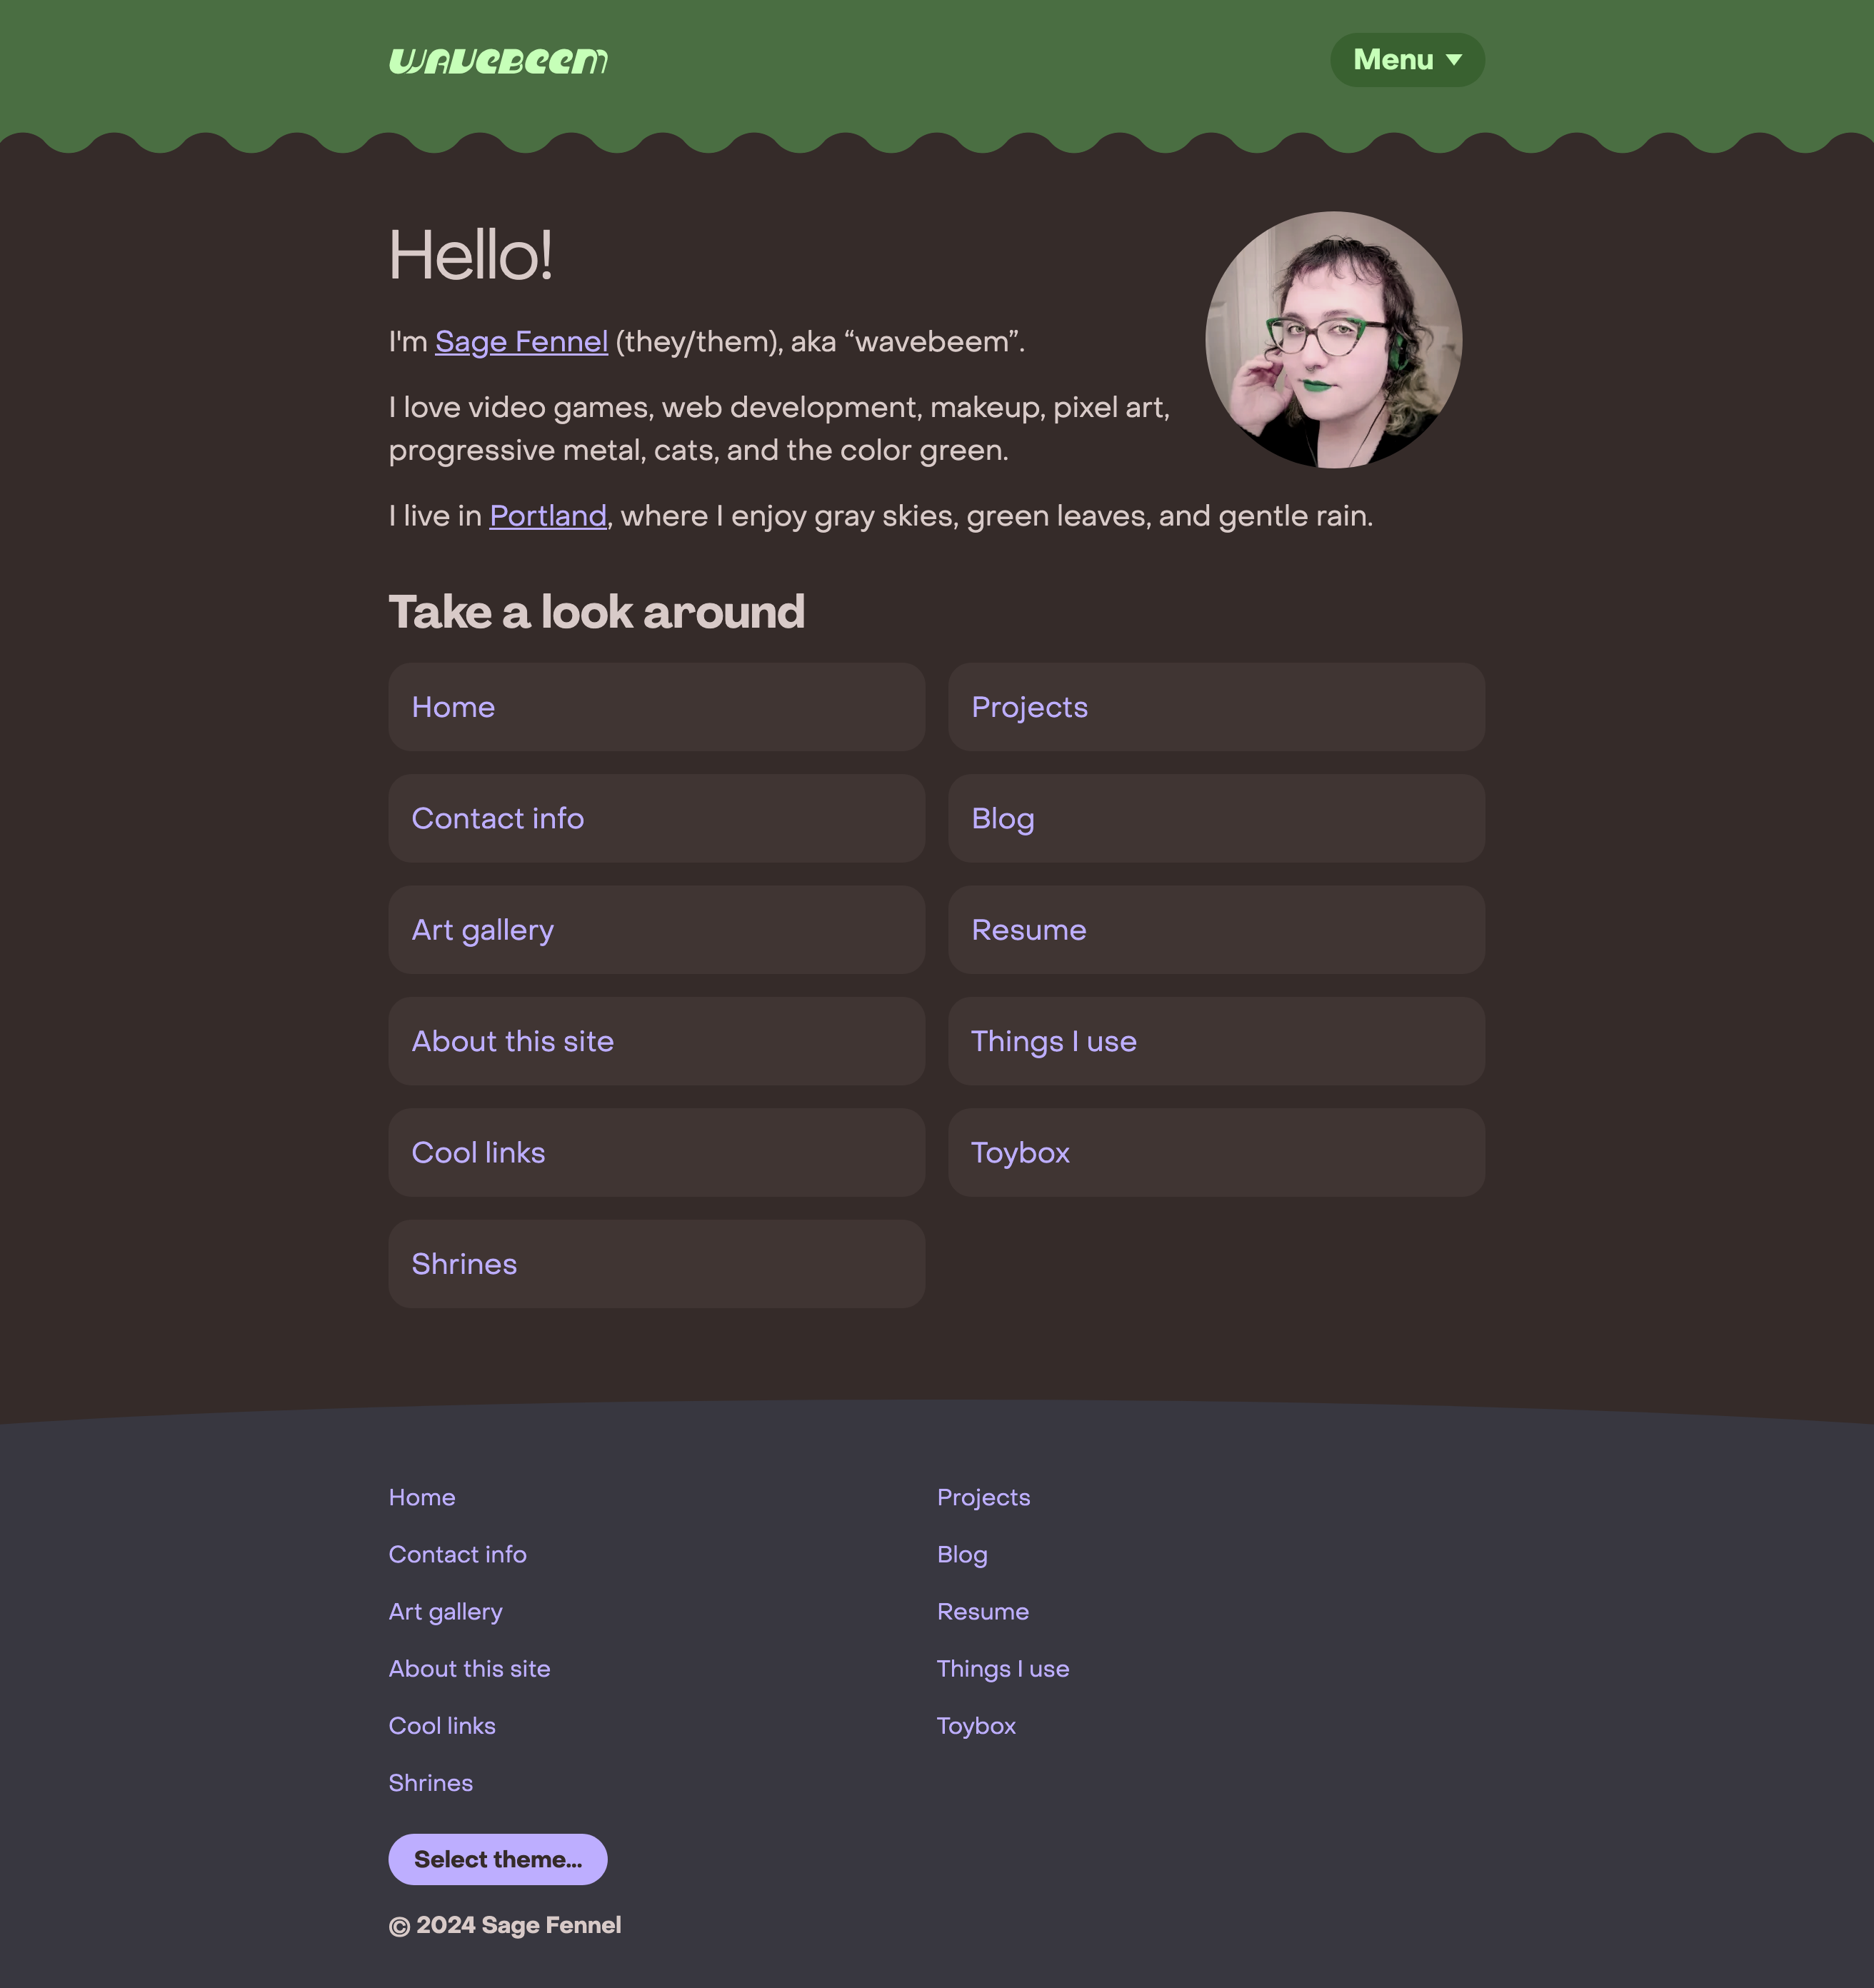 wavebeem
Menu
Hello!
I'm Sage Fennel (they/them), aka “wavebeem”.
I love video games, web development, makeup, pixel art,
progressive metal, cats, and the color green.
I live in Portland, where I enjoy gray skies, green leaves, and gentle rain.
Take a look around
Home
Projects
Contact info
Blog
Art gallery
Resume
About this site
Things I use
Cool links
Toybox
Shrines
Home
Projects
Contact info
Blog
Art gallery
Resume
About this site
Things I use
Cool links
Toybox
Shrines
Select theme...
© 2024 Sage Fennel